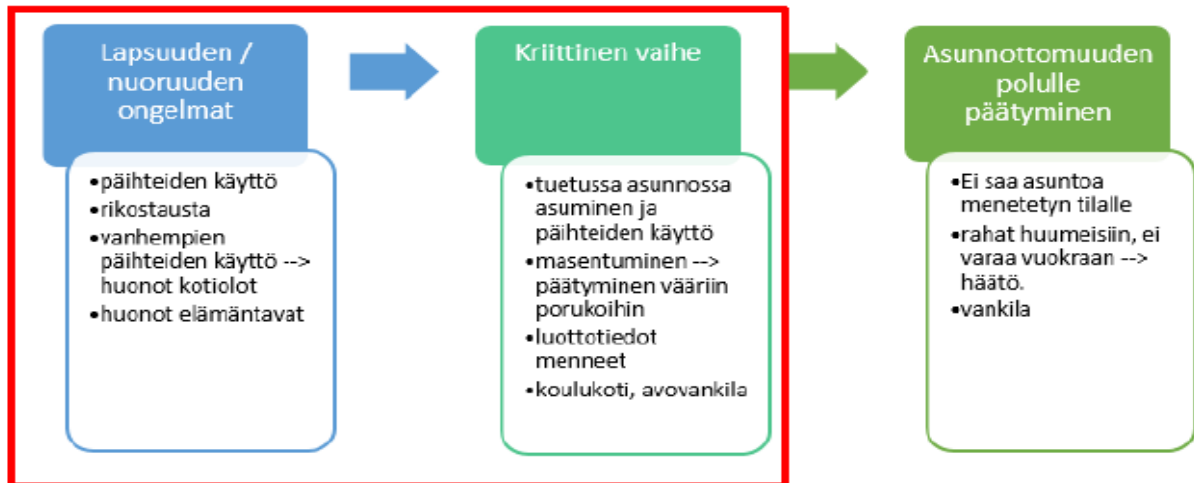 Lapsuuden /
nuoruuden
ongelmat
•päihteiden käyttö
•rikostausta
•vanhempien
päihteiden käyttö -->
huonot kotiolot
•huonot elämäntavat
Kriittinen vaihe
•tuetussa asunnossa
asuminen ja
päihteiden käyttö
•masentuminen -->
päätyminen vääriin
porukoihin
•luottotiedot
menneet
•koulukoti, avovankila
Asunnottomuuden
polulle
päätyminen
•Ei saa asuntoa
menetetyn tilalle
•rahat huumeisiin, ei
varaa vuokraan -->
häätö.
•vankila